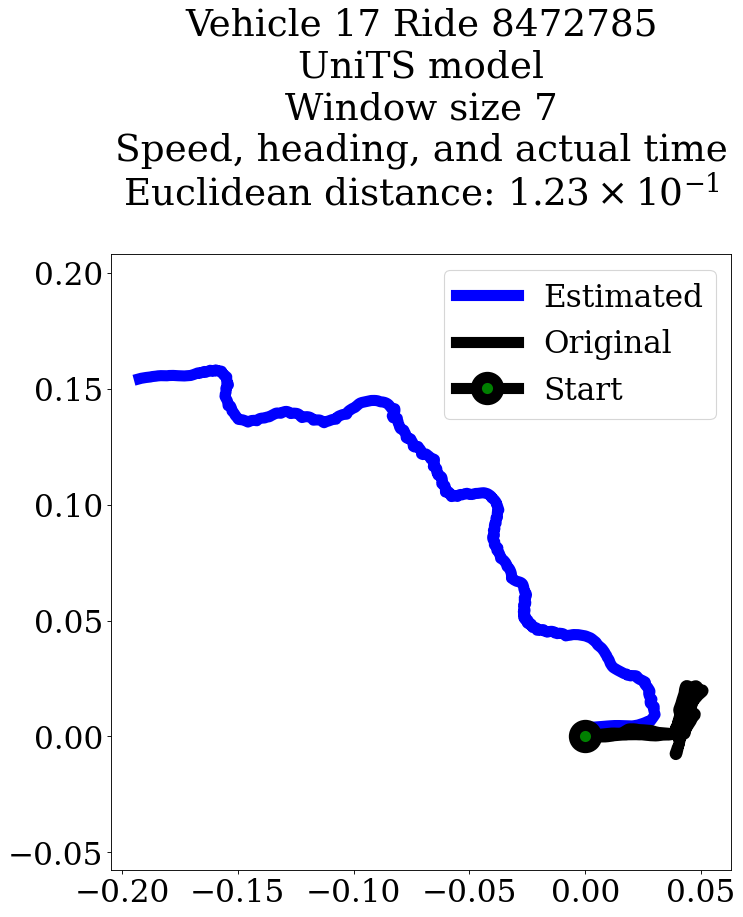 Vehicle 17 Ride 8472785
UniTS model
Window size 7
Speed, heading, and actual time
Euclidean distance: 1.23 × 10⁻¹
Estimated
Original
Start
0.20
0.15
0.10
0.05
0.00
−0.05
−0.20 −0.15 −0.10 −0.05 0.00 0.05